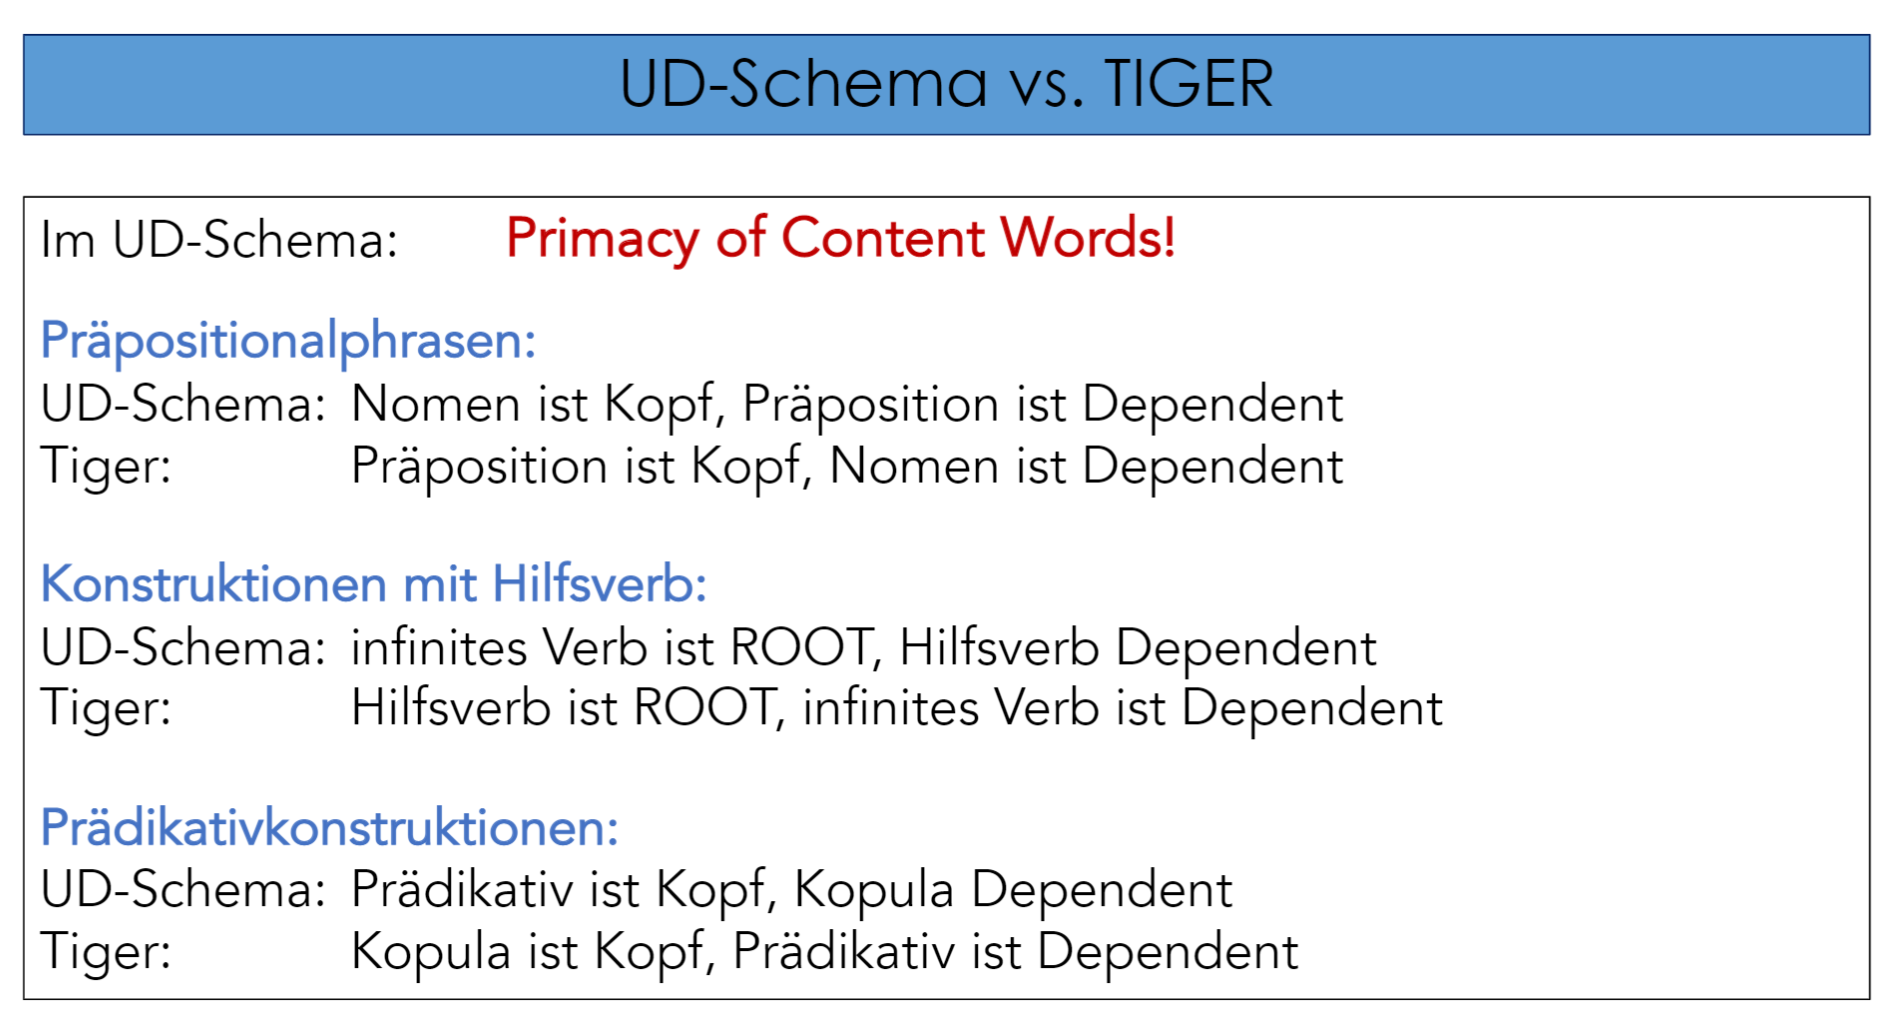 UD-Schema vs. TIGER
Im UD-Schema: Primacy of Content Words!
Präpositionalphrasen:
UD-Schema: Nomen ist Kopf, Präposition ist Dependent
Tiger: Präposition ist Kopf, Nomen ist Dependent
Konstruktionen mit Hilfsverb:
UD-Schema: infinites Verb ist ROOT, Hilfsverb Dependent
Tiger: Hilfsverb ist ROOT, infinites Verb ist Dependent
Prädikativkonstruktionen:
UD-Schema: Prädikativ ist Kopf, Kopula Dependent
Tiger: Kopula ist Kopf, Prädikativ ist Dependent